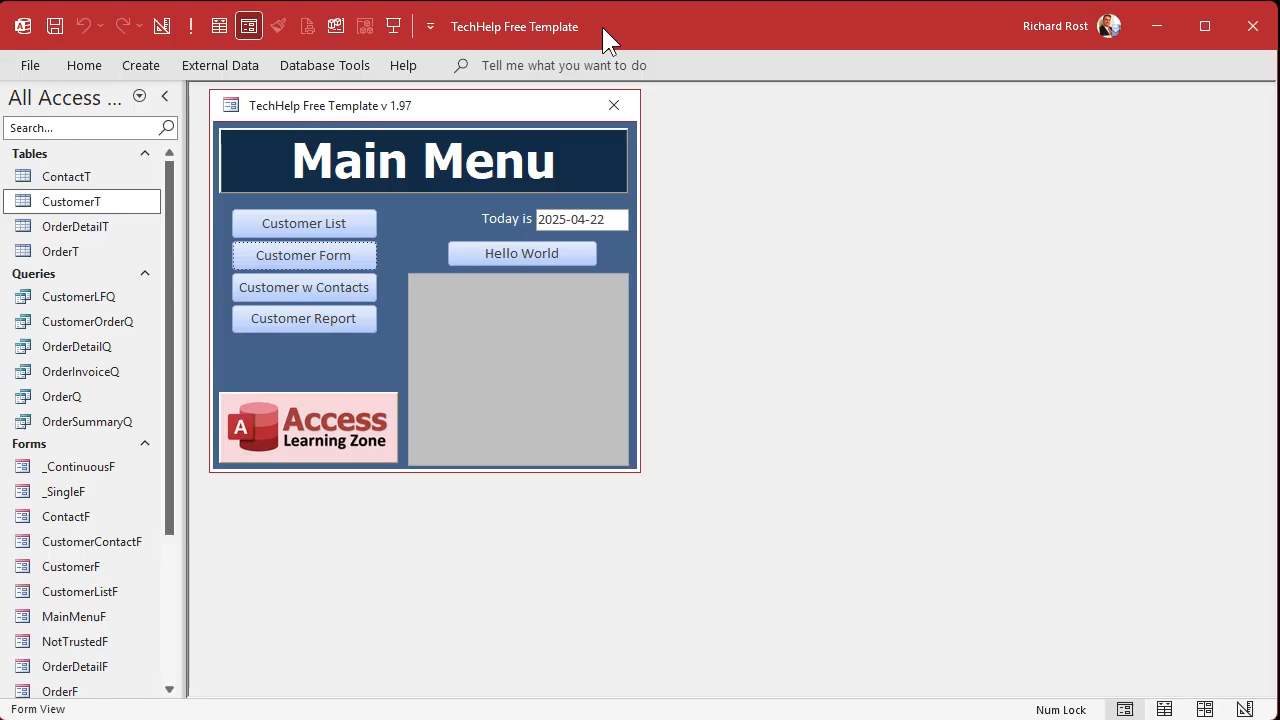 TechHelp Free Template
Richard Rost
File Home Create External Data Database Tools Help Tell me what you want to do
All Access ...
Search...
Tables
ContactT
CustomerT
OrderDetailT
OrderT
Queries
CustomerLFQ
CustomerOrderQ
OrderDetailQ
OrderInvoiceQ
OrderQ
OrderSummaryQ
Forms
_ContinuousF
_SingleF
ContactF
CustomerContactF
CustomerF
CustomerListF
MainMenuF
NotTrustedF
OrderDetailF
OrderF
TechHelp Free Template v 1.97
Main Menu
Customer List
Customer Form
Customer w Contacts
Customer Report
Today is 2025-04-22
Hello World
A Access
Learning Zone
Form View
Num Lock